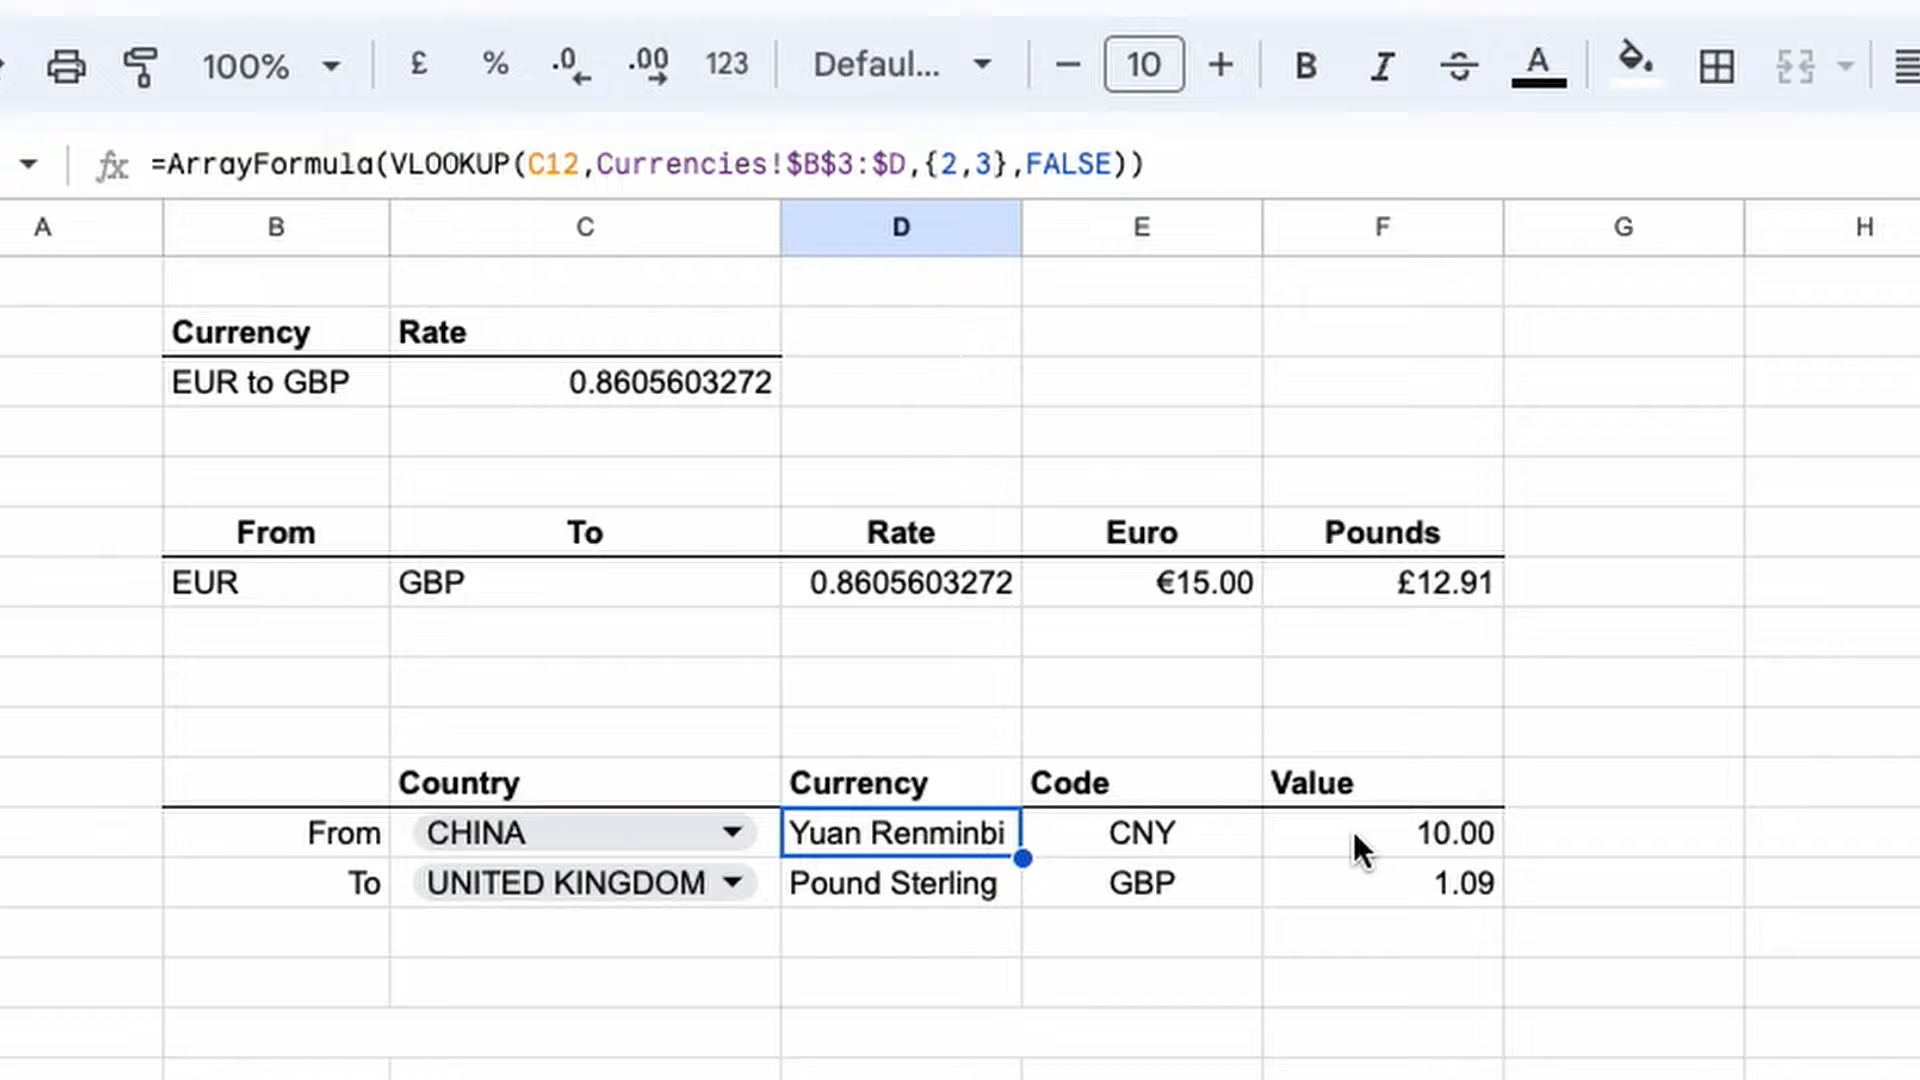 100% £ % .0 .00 123 Defaul... 10 B I A
fx =ArrayFormula(VLOOKUP(C12,Currencies!$B$3:$D,{2,3},FALSE))
A B C D E F G H
Currency Rate
EUR to GBP 0.8605603272
From To Rate Euro Pounds
EUR GBP 0.8605603272 €15.00 £12.91
Country Currency Code Value
From CHINA Yuan Renminbi CNY 10.00
To UNITED KINGDOM Pound Sterling GBP 1.09